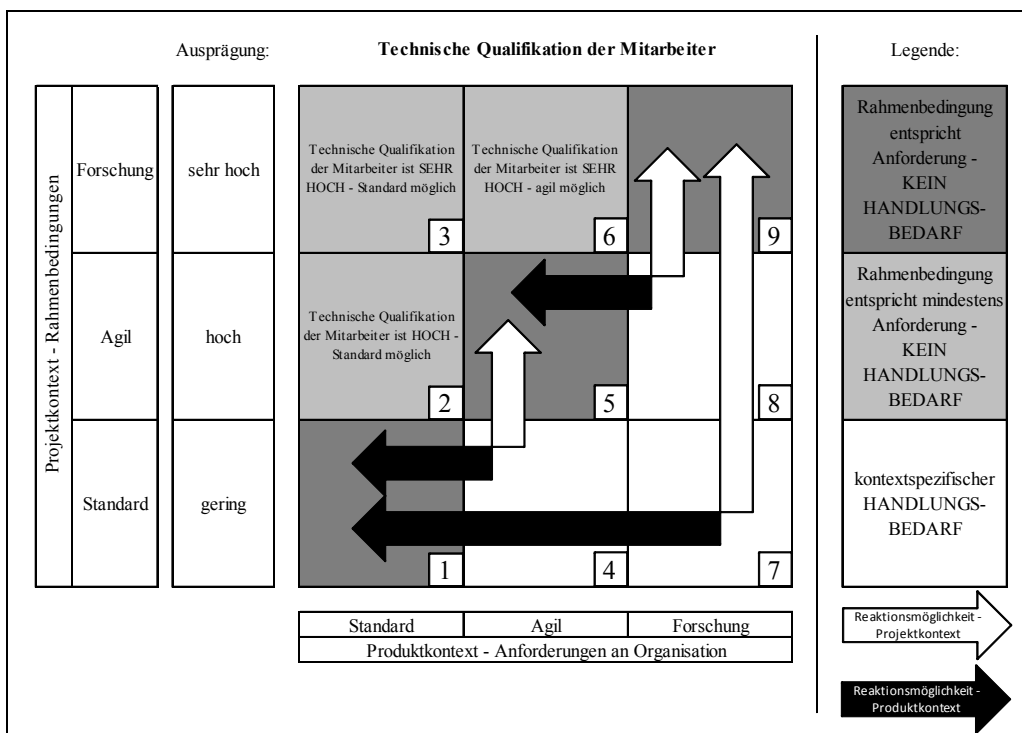 Ausprägung:
Technische Qualifikation der Mitarbeiter
Legende:
Projektkontext - Rahmenbedingungen
Forschung
sehr hoch
Technische Qualifikation
der Mitarbeiter ist SEHR
HOCH - Standard möglich
3
Technische Qualifikation
der Mitarbeiter ist SEHR
HOCH - agil möglich
6
9
Agil
hoch
Technische Qualifikation
der Mitarbeiter ist HOCH -
Standard möglich
2
5
8
Standard
gering
1
4
7
Standard
Agil
Forschung
Produktkontext - Anforderungen an Organisation
Rahmenbedingung
entspricht
Anforderung -
KEIN
HANDLUNGS-
BEDARF
Rahmenbedingung
entspricht mindestens
Anforderung -
KEIN
HANDLUNGS-
BEDARF
kontextspezifischer
HANDLUNGS-
BEDARF
Reaktionsmöglichkeit -
Projektkontext
Reaktionsmöglichkeit -
Produktkontext